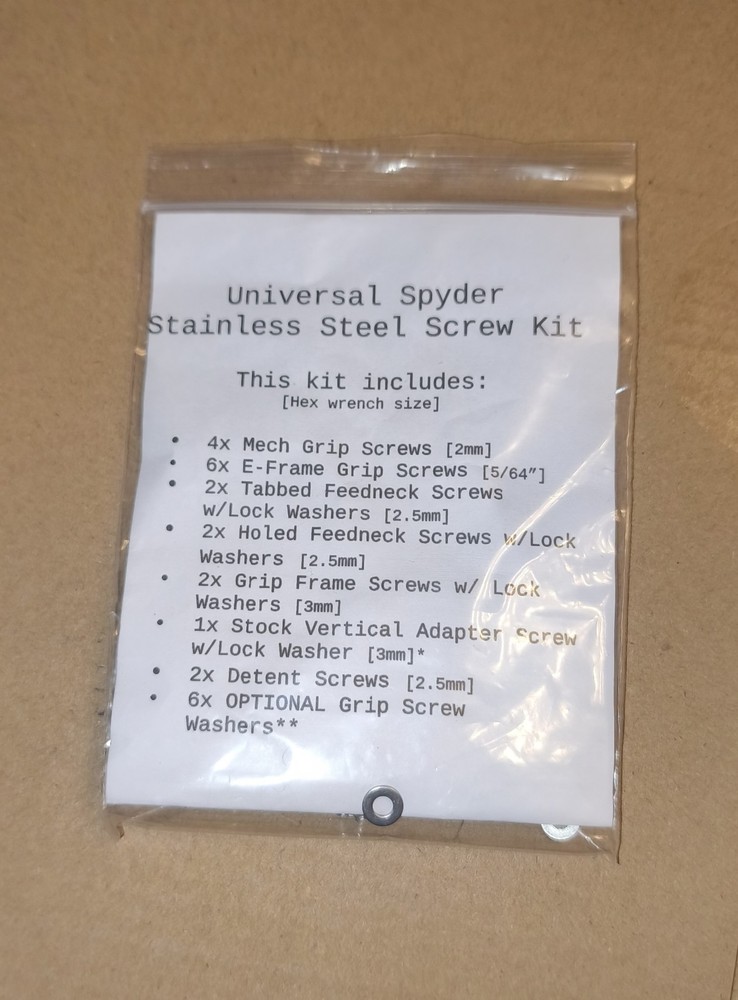 Universal Spyder
Stainless Steel Screw Kit
This kit includes:
[Hex wrench size]
• 4x Mech Grip Screws [2mm]
• 6x E-Frame Grip Screws [5/64”]
• 2x Tabbed Feedneck Screws
w/Lock Washers [2.5mm]
• 2x Holed Feedneck Screws w/Lock
Washers [2.5mm]
• 2x Grip Frame Screws w/ Lock
Washers [3mm]
• 1x Stock Vertical Adapter Screw
w/Lock Washer [3mm]*
• 2x Detent Screws [2.5mm]
• 6x OPTIONAL Grip Screw
Washers**